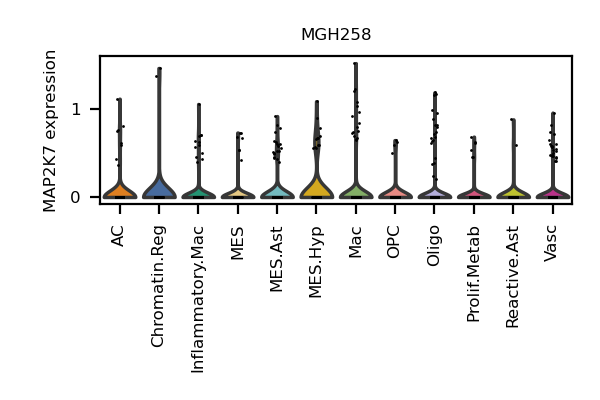 MGH258
MAP2K7 expression
1
0
AC
Chromatin.Reg
Inflammatory.Mac
MES
MES.Ast
MES.Hyp
Mac
OPC
Oligo
Prolif.Metab
Reactive.Ast
Vasc